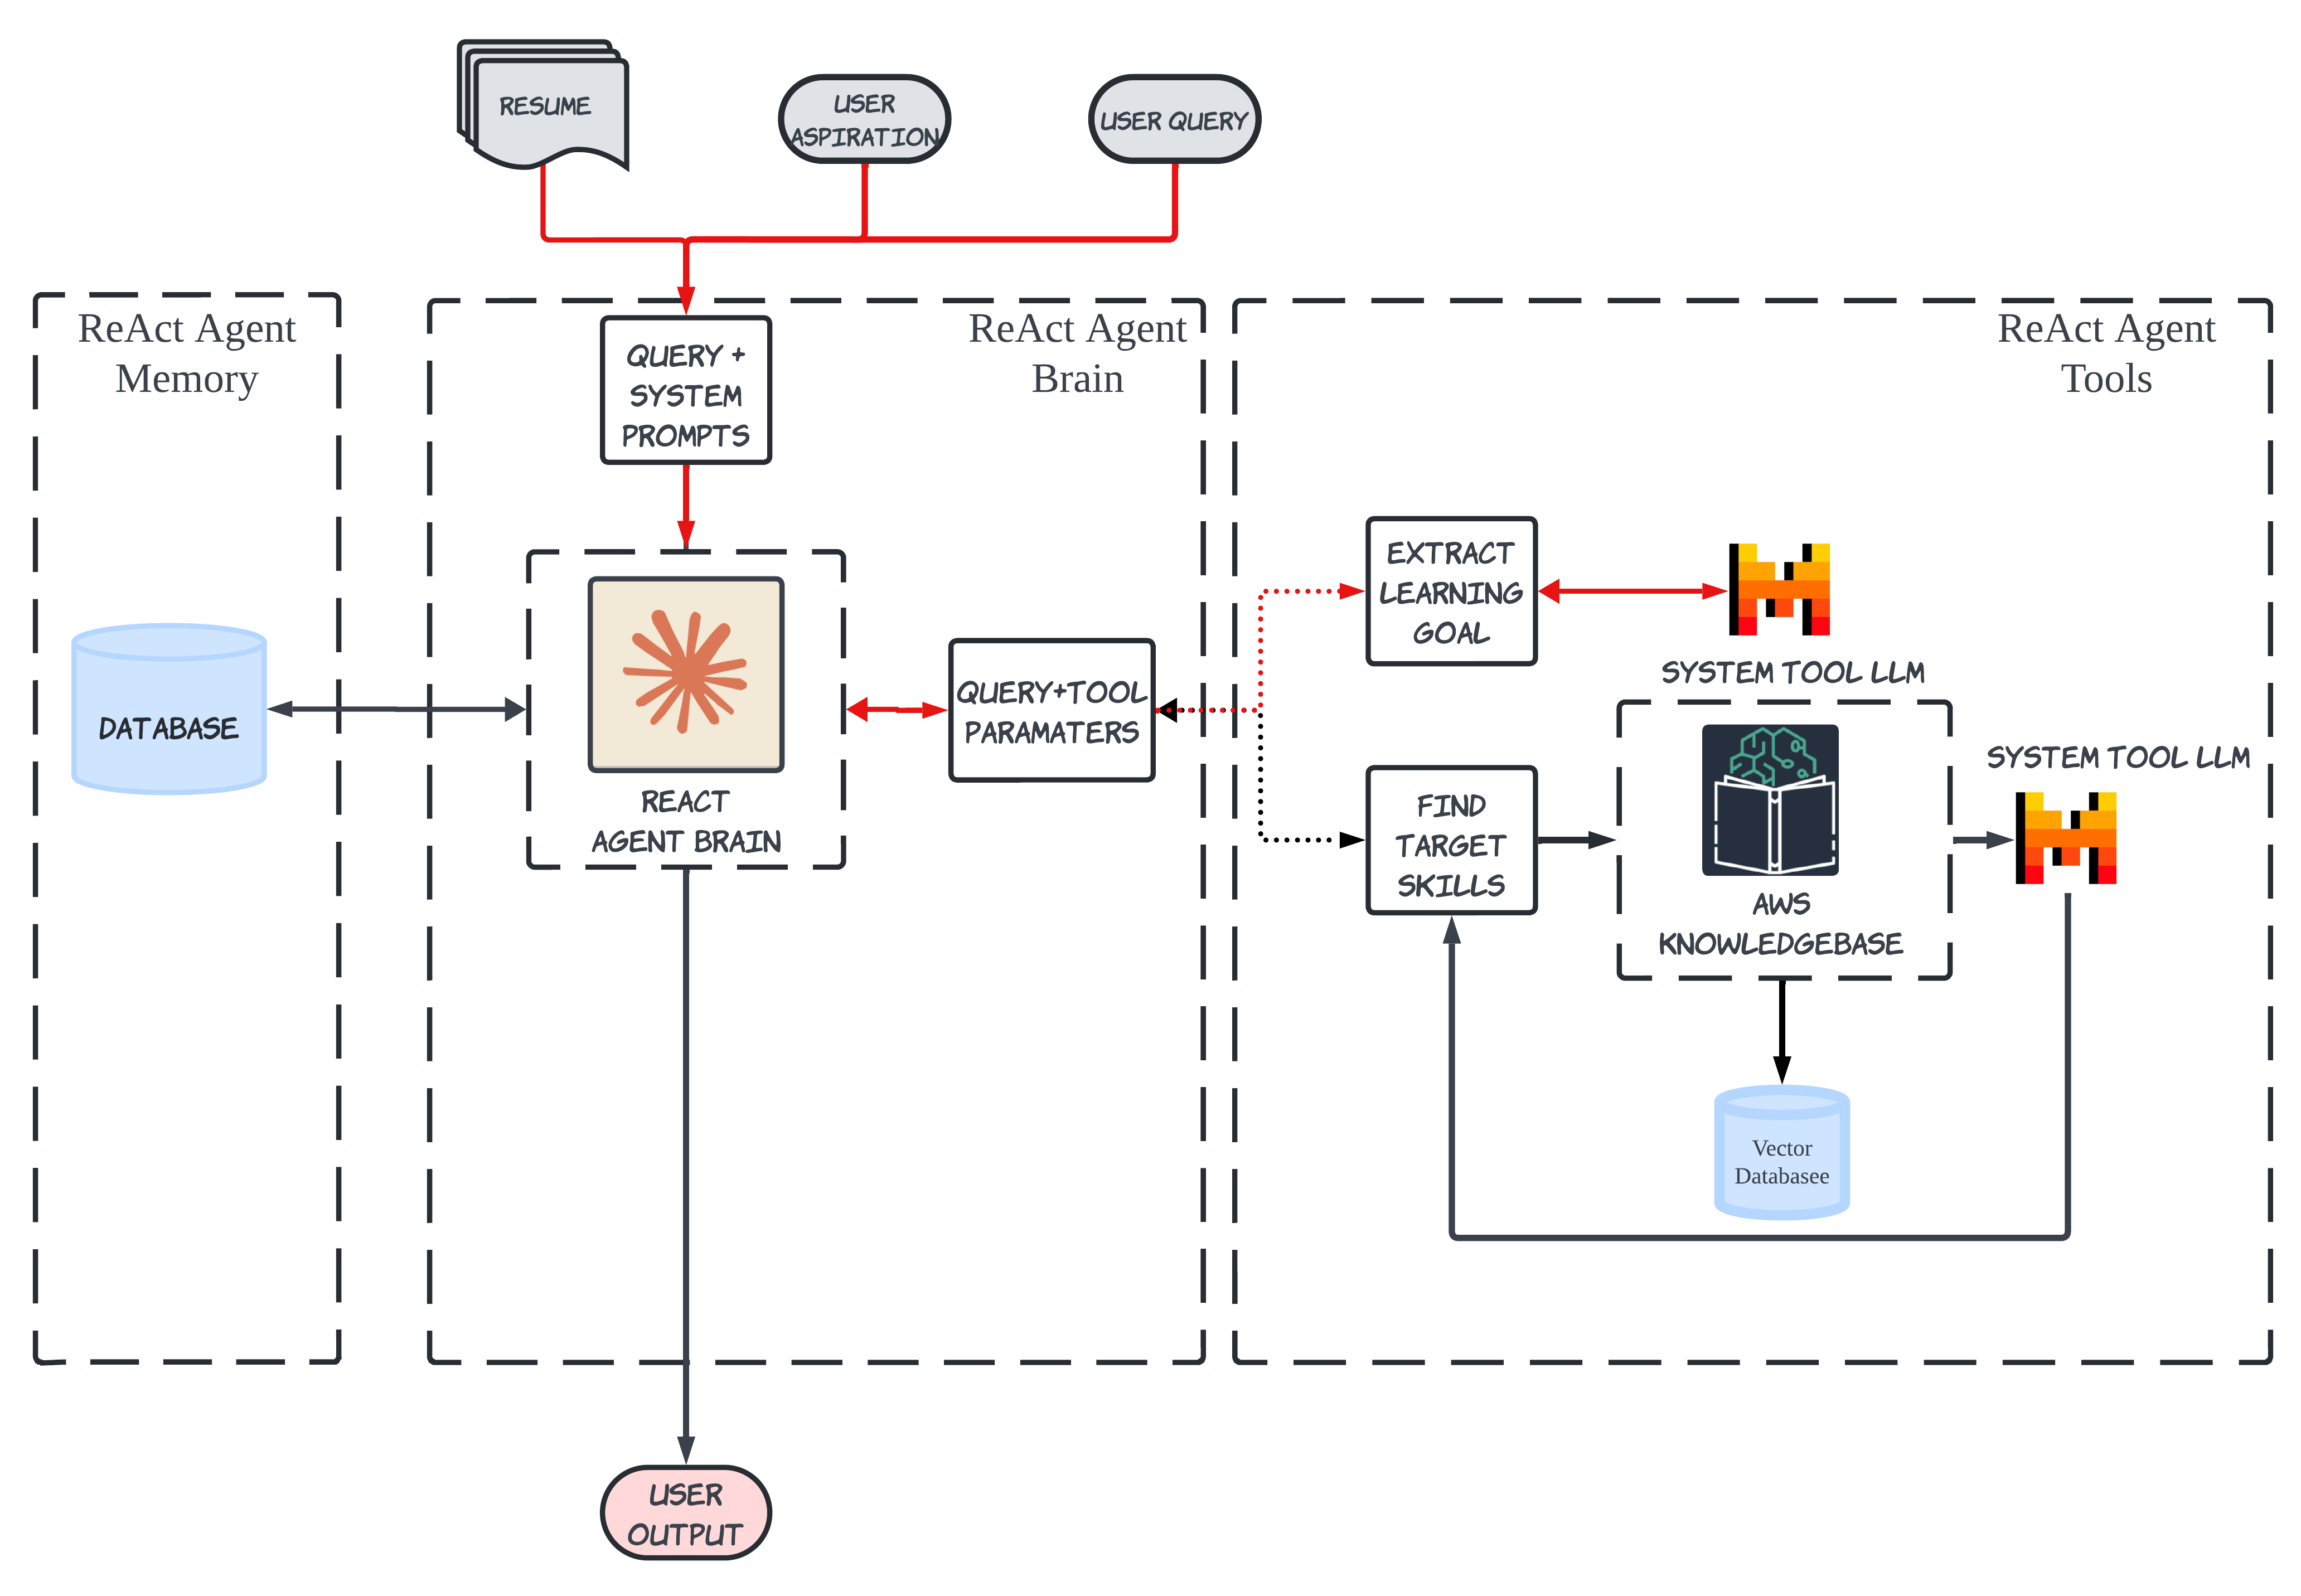 RESUME
USER
ASPIRATION
USER QUERY
ReAct Agent
Memory
ReAct Agent
Brain
ReAct Agent
Tools
QUERY +
SYSTEM
PROMPTS
EXTRACT
LEARNING
GOAL
SYSTEM TOOL LLM
DATABASE
QUERY+TOOL
PARAMATERS
REACT
AGENT BRAIN
FIND
TARGET
SKILLS
AWS
KNOWLEDGEBASE
SYSTEM TOOL LLM
Vector
Databasee
USER
OUTPUT